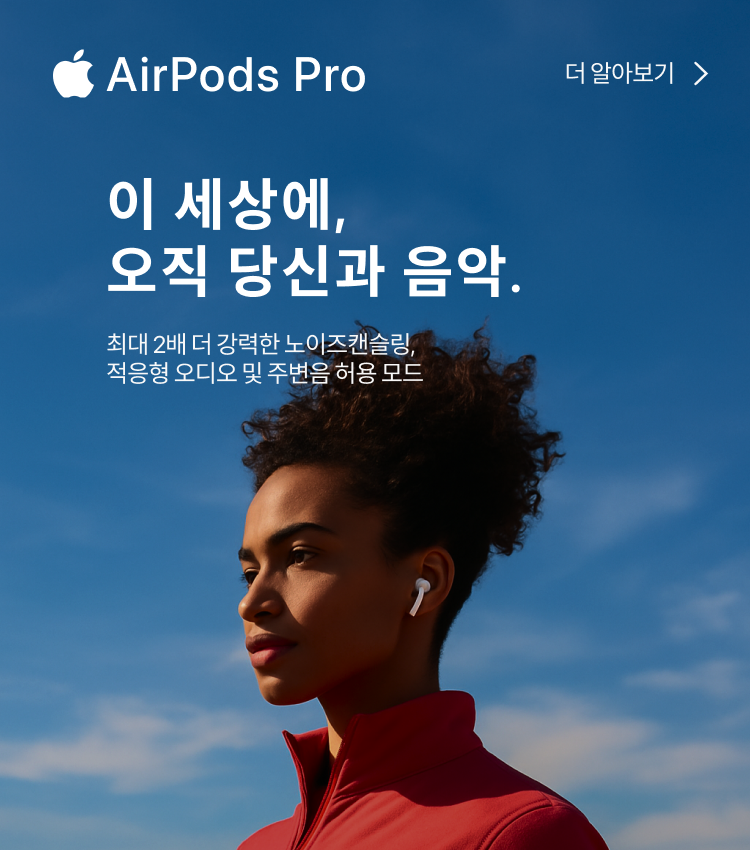 AirPods Pro
더 알아보기
이 세상에,
오직 당신과 음악.
최대 2배 더 강력한 노이즈캔슬링,
적응형 오디오 및 주변음 허용 모드